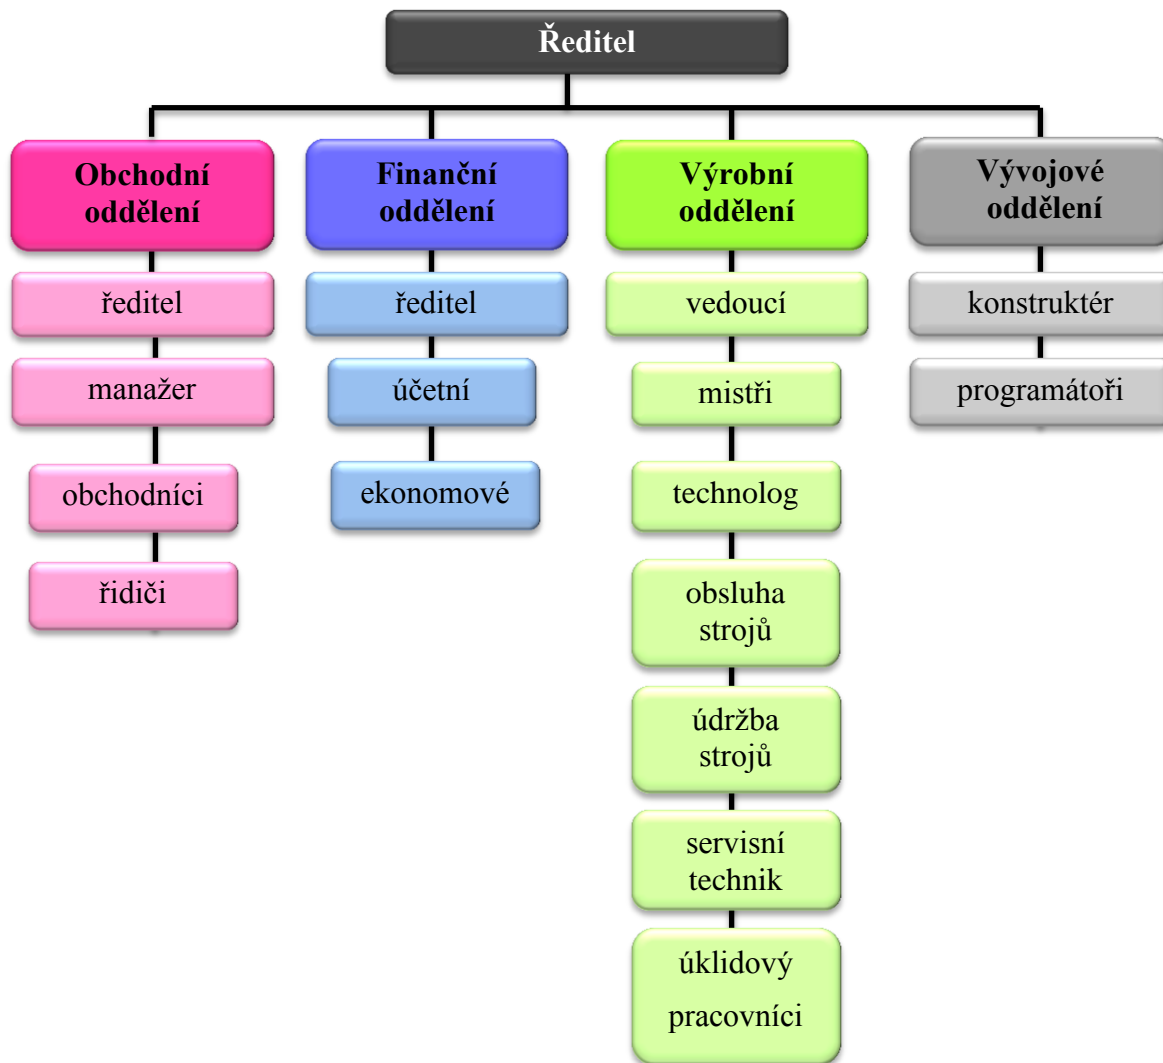 Ředitel
Obchodní
oddělení
Finanční
oddělení
Výrobní
oddělení
Vývojové
oddělení
ředitel
ředitel
vedoucí
konstruktér
manažer
účetní
mistři
programátoři
obchodníci
ekonomové
technolog
řidiči
obsluha
strojů
údržba
strojů
servisní
technik
úklidový
pracovníci